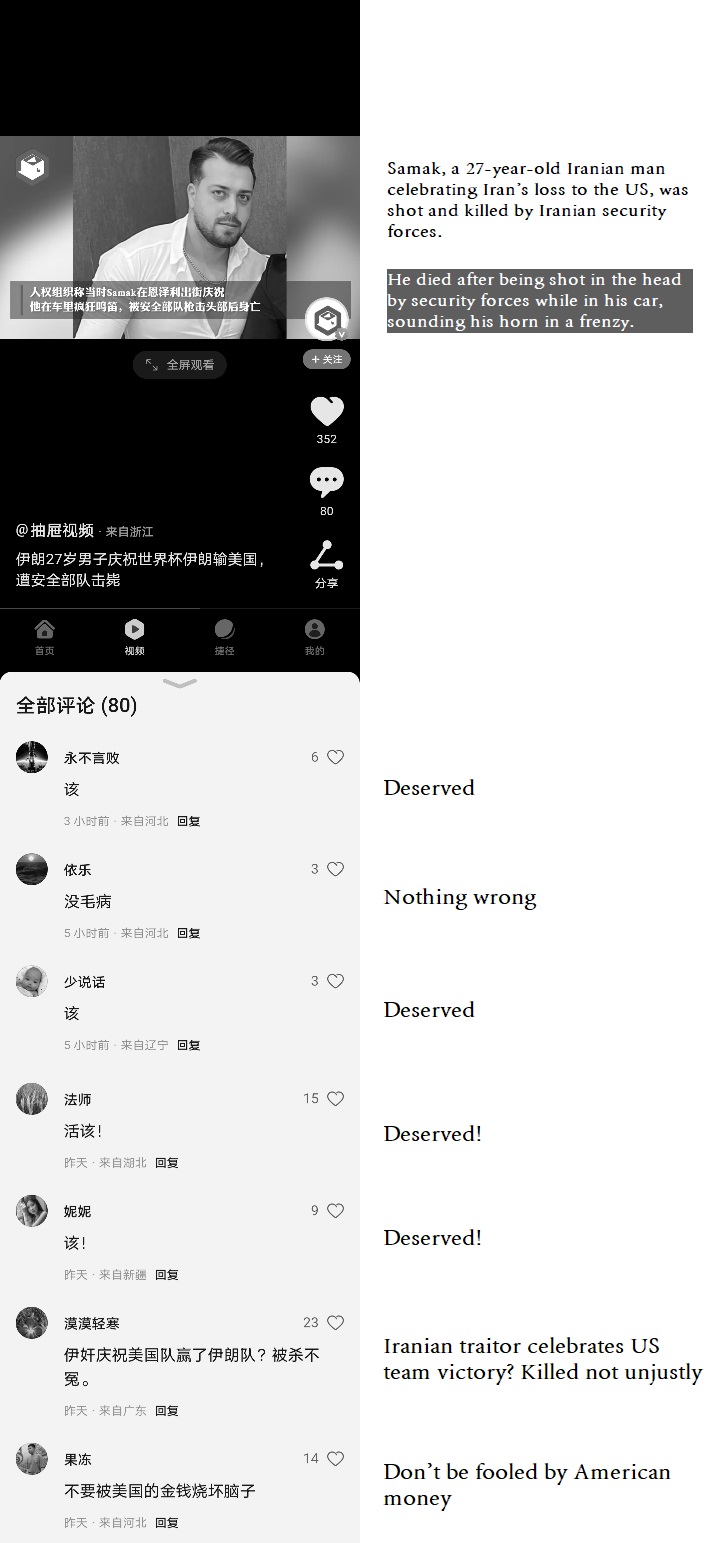 Samak, a 27-year-old Iranian man
celebrating Iran's loss to the US, was
shot and killed by Iranian security
forces.
人权组织称当时Samak在恩泽利出街庆祝
他在车里疯狂鸣笛，被安全部队枪击头部后身亡
He died after being shot in the head
by security forces while in his car,
sounding his horn in a frenzy.
V
+ 关注
全屏观看
352
80
@抽屉视频 · 来自浙江
伊朗27岁男子庆祝世界杯伊朗输美国，
遭安全部队击毙
分享
首页 视频 捷径 我的
全部评论 (80)
永不言败 6
该
Deserved
3 小时前 · 来自河北 回复
依乐 3
没毛病
Nothing wrong
5 小时前 · 来自河北 回复
少说话 3
该
Deserved
5 小时前 · 来自辽宁 回复
法师 15
活该！
Deserved!
昨天 · 来自湖北 回复
妮妮 9
该！
Deserved!
昨天 · 来自新疆 回复
漠漠轻寒 23
伊奸庆祝美国队赢了伊朗队？被杀不
冤。
Iranian traitor celebrates US
team victory? Killed not unjustly
昨天 · 来自广东 回复
果冻 14
不要被美国的金钱烧坏脑子
Don't be fooled by American
money
昨天 · 来自河北 回复